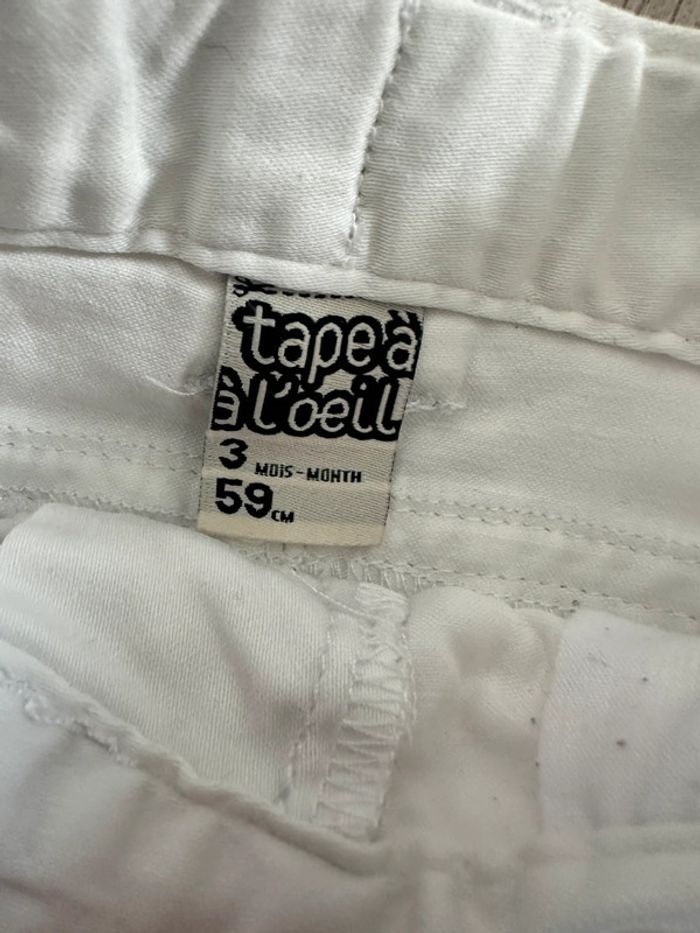 tape à
à l'oeil
3 MOIS-MONTH
59 CM